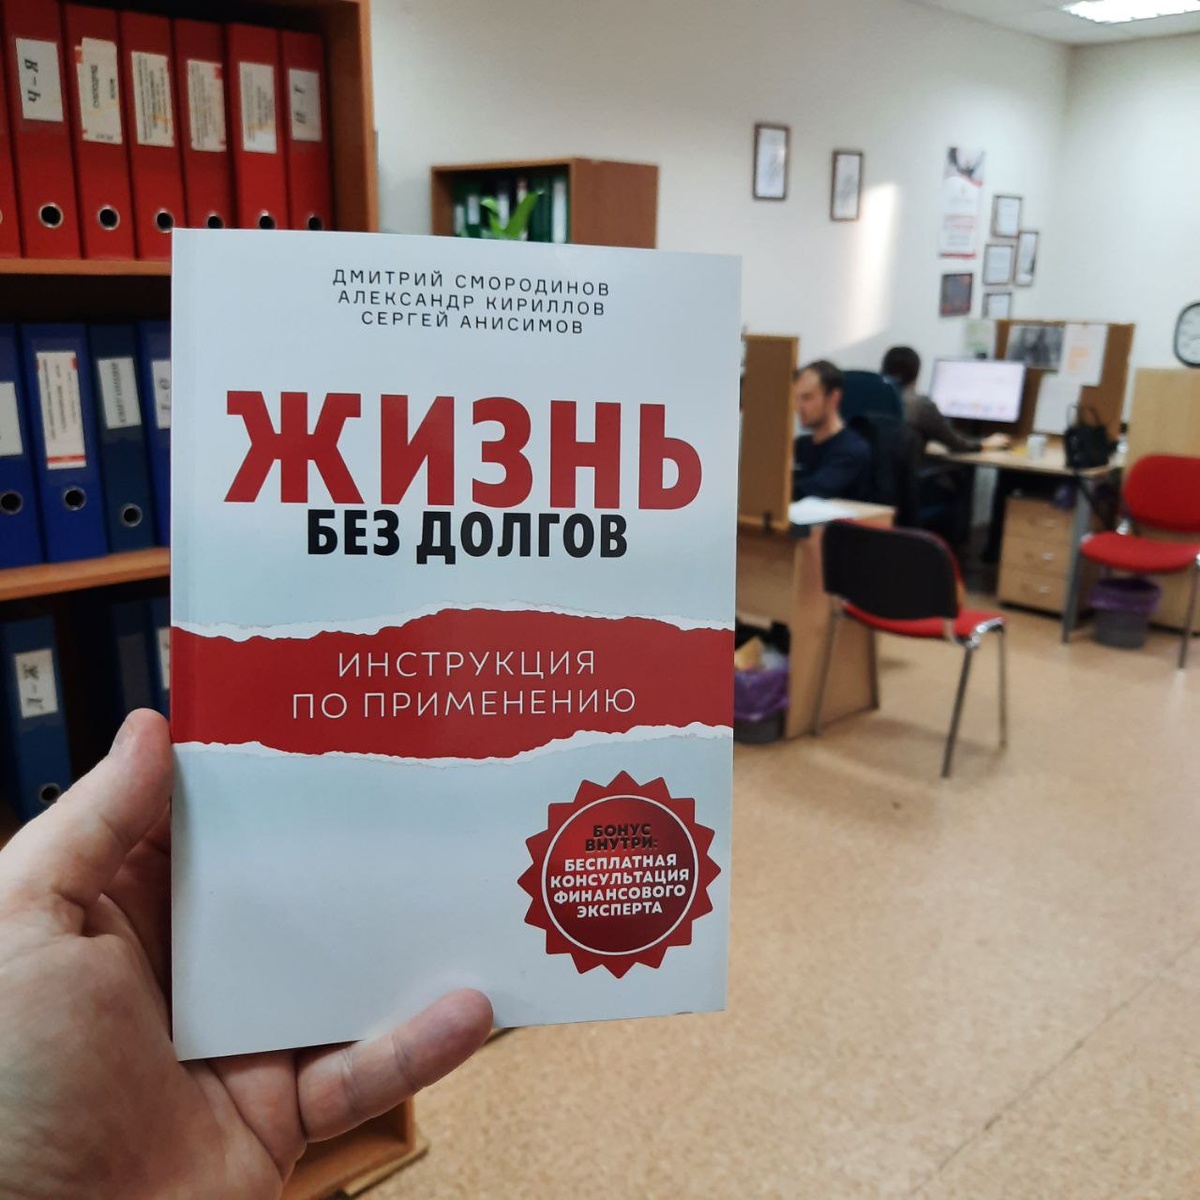 ДМИТРИЙ СМОРОДИНОВ
АЛЕКСАНДР КИРИЛЛОВ
СЕРГЕЙ АНИСИМОВ
ЖИЗНЬ
БЕЗ ДОЛГОВ
ИНСТРУКЦИЯ
ПО ПРИМЕНЕНИЮ
БОНУС
ВНУТРИ:
БЕСПЛАТНАЯ
КОНСУЛЬТАЦИЯ
ФИНАНСОВОГО
ЭКСПЕРТА